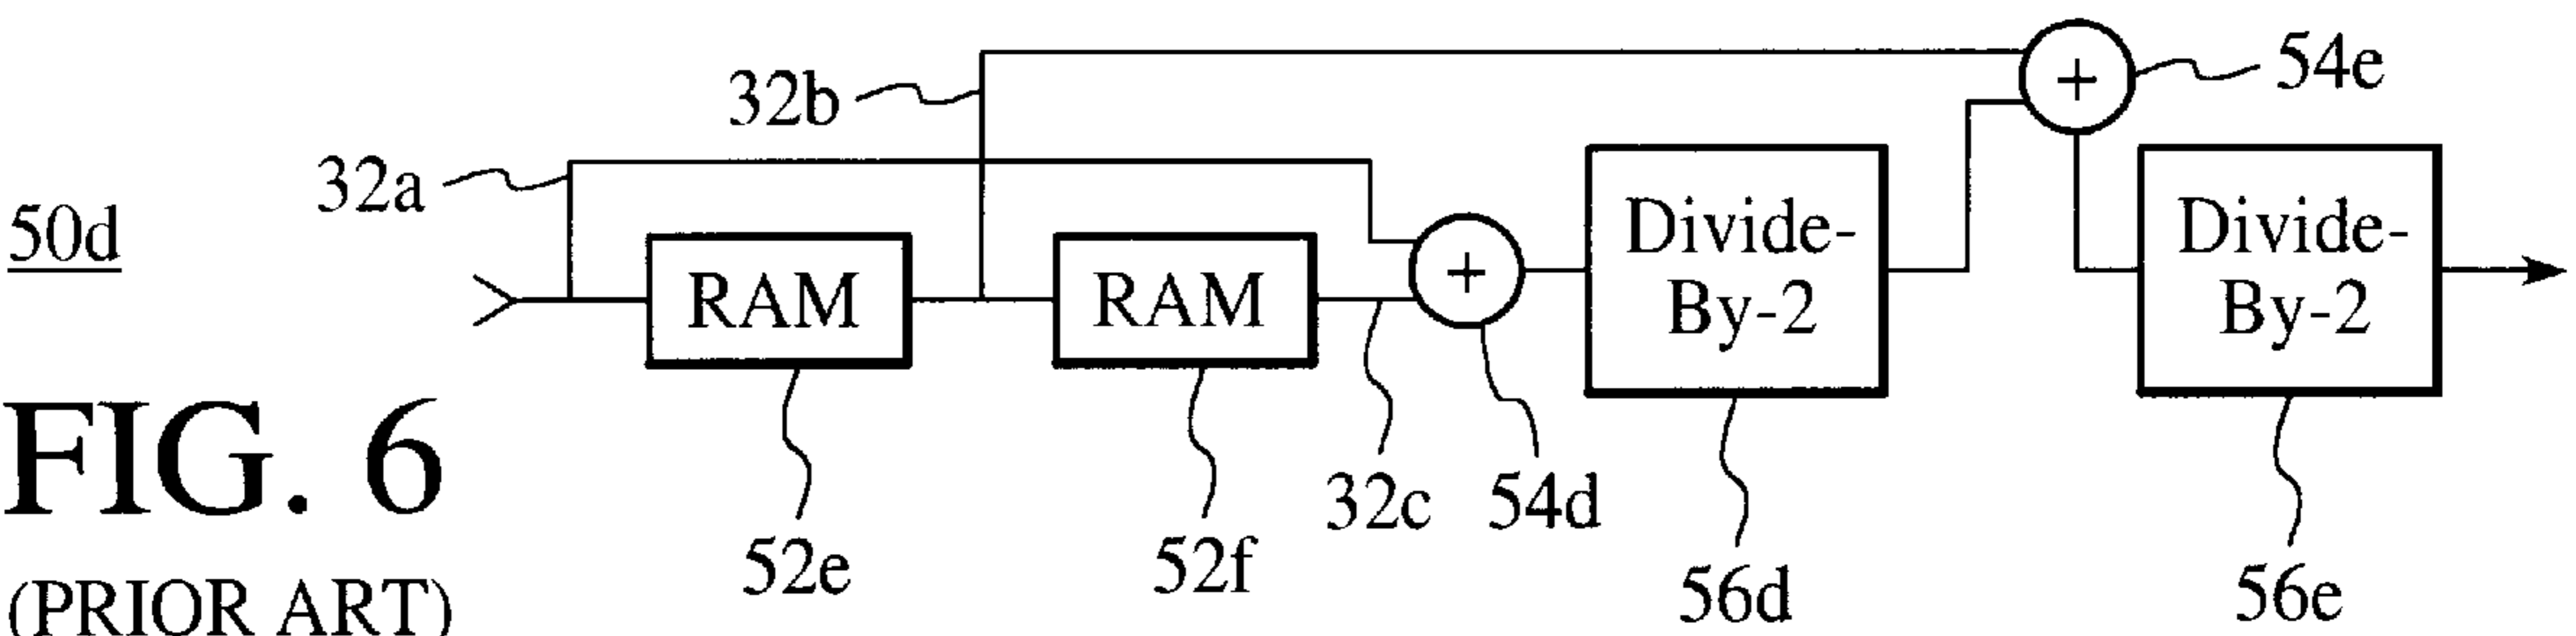 50d
32a
32b
RAM
RAM
+
Divide-
By-2
+
54e
Divide-
By-2
52e
52f
32c
54d
56d
56e
FIG. 6
(PRIOR ART)